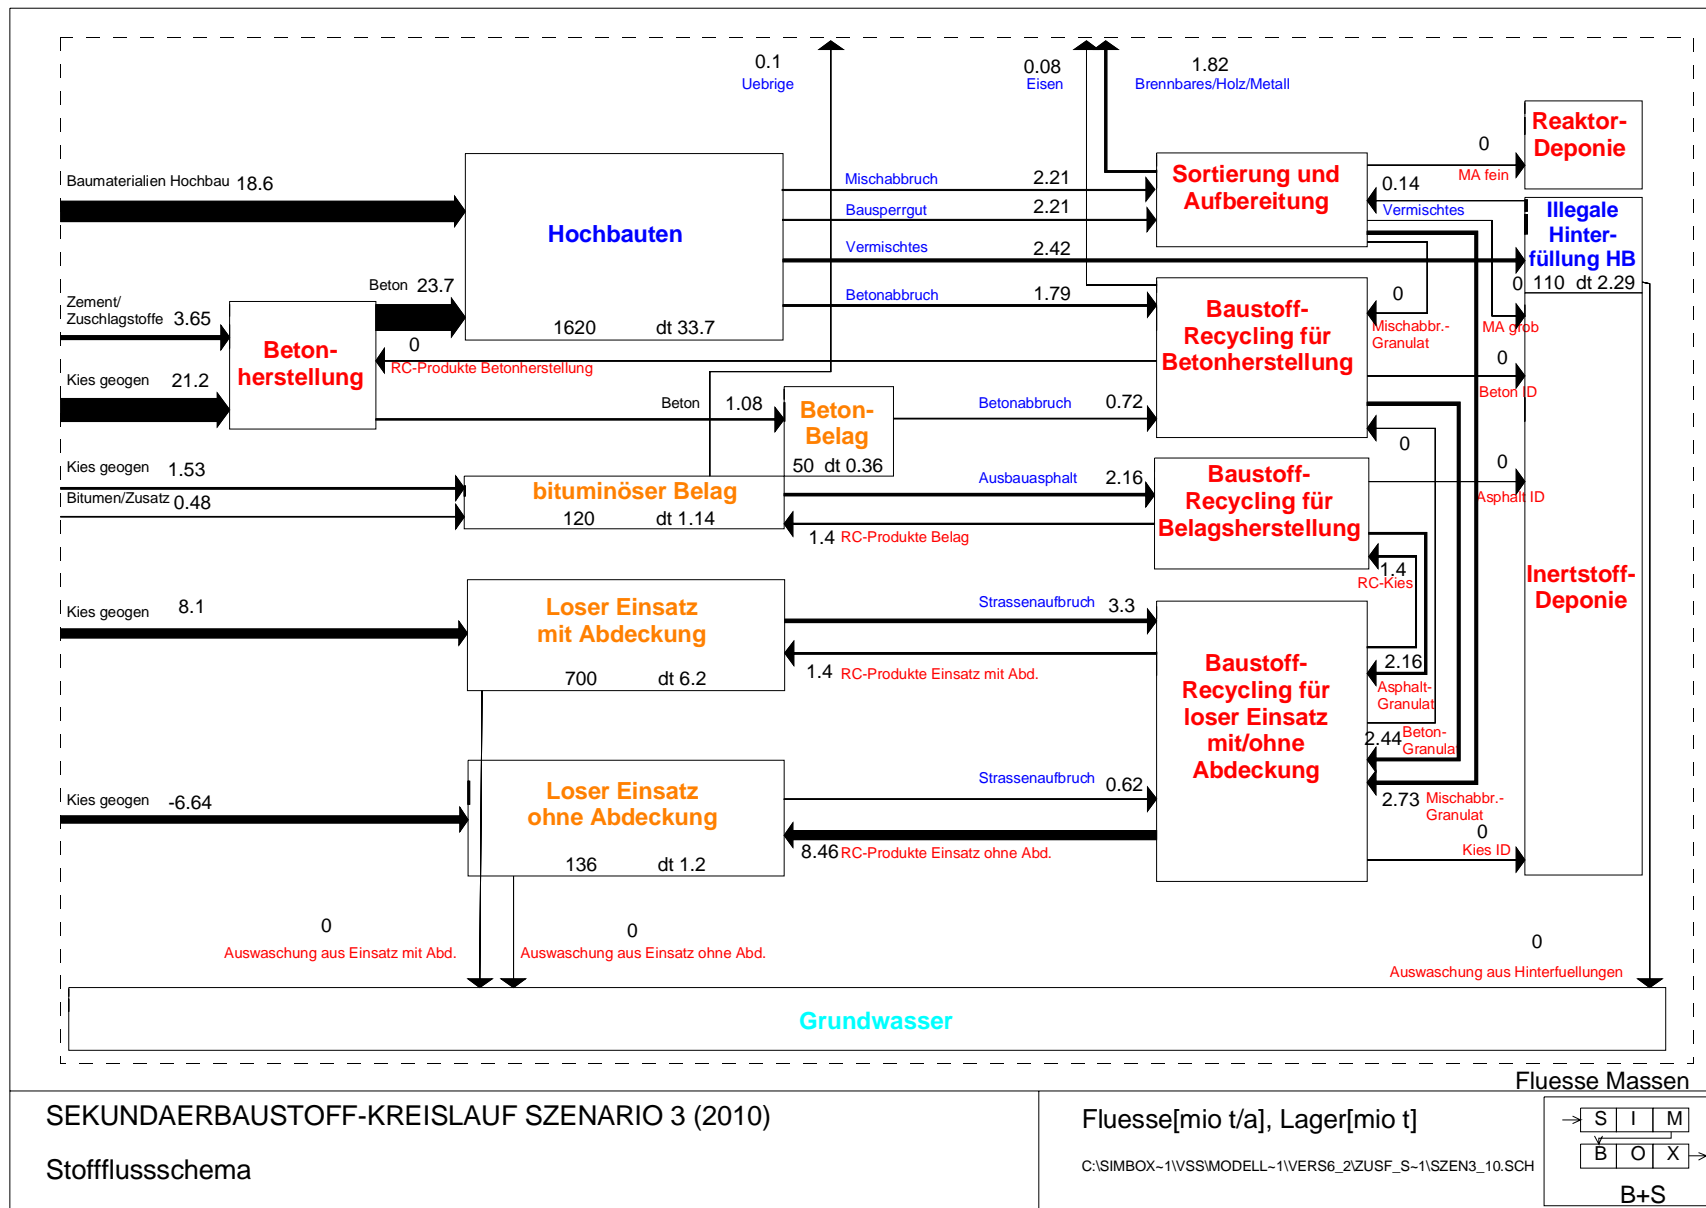 0.1
Uebrige
0.08
Eisen
1.82
Brennbares/Holz/Metall
Reaktor-
Deponie
0
MA fein
Baumaterialien Hochbau 18.6
Hochbauten
1620 dt 33.7
Mischabbruch 2.21
Bausperrgut 2.21
Vermischtes 2.42
Betonabbruch 1.79
Sortierung und
Aufbereitung
0.14
Vermischtes
Illegale
Hinter-
füllung HB
0 110 dt 2.29
MA grob
Beton 23.7
Zement/
Zuschlagstoffe 3.65
Kies geogen 21.2
Beton-
herstellung
0
RC-Produkte Betonherstellung
Baustoff-
Recycling für
Betonherstellung
0
Mischabbr.-
Granulat
0
Beton ID
Beton 1.08
Beton-
Belag
50 dt 0.36
Betonabbruch 0.72
0
Kies geogen 1.53
Bitumen/Zusatz 0.48
bituminöser Belag
120 dt 1.14
Ausbauasphalt 2.16
1.4 RC-Produkte Belag
Baustoff-
Recycling für
Belagsherstellung
0
Asphalt ID
1.4
RC-Kies
Inertstoff-
Deponie
Kies geogen 8.1
Loser Einsatz
mit Abdeckung
700 dt 6.2
Strassenaufbruch 3.3
1.4 RC-Produkte Einsatz mit Abd.
Baustoff-
Recycling für
loser Einsatz
mit/ohne
Abdeckung
2.16
Asphalt-
Granulat
2.44 Beton-
Granulat
2.73 Mischabbr.-
Granulat
0
Kies ID
Kies geogen -6.64
Loser Einsatz
ohne Abdeckung
136 dt 1.2
Strassenaufbruch 0.62
8.46 RC-Produkte Einsatz ohne Abd.
0
Auswaschung aus Einsatz mit Abd.
0
Auswaschung aus Einsatz ohne Abd.
0
Auswaschung aus Hinterfuellungen
Grundwasser
Fluesse Massen
SEKUNDAERBAUSTOFF-KREISLAUF SZENARIO 3 (2010)
Stoffflussschema
Fluesse[mio t/a], Lager[mio t]
C:\SIMBOX~1\VSS\MODELL~1\VERS6_2\ZUSF_S~1\SZEN3_10.SCH
S I M
B O X
B+S